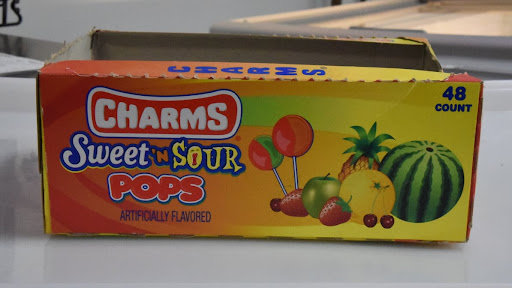 CHARMS
48
COUNT
CHARMS
Sweet 'N SOUR
POPS
ARTIFICIALLY FLAVORED